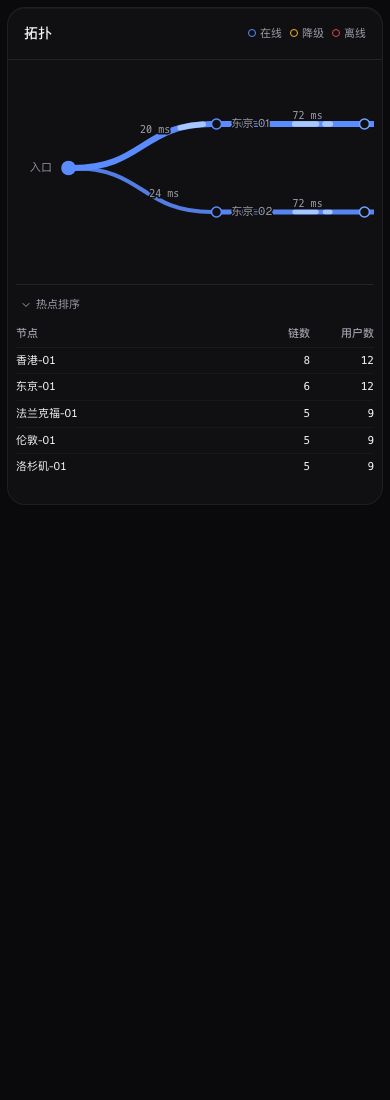 拓扑
在线 降级 离线
20 ms
东京-01
72 ms
入口
24 ms
东京-02
72 ms
热点排序
节点 链数 用户数
香港-01 8 12
东京-01 6 12
法兰克福-01 5 9
伦敦-01 5 9
洛杉矶-01 5 9